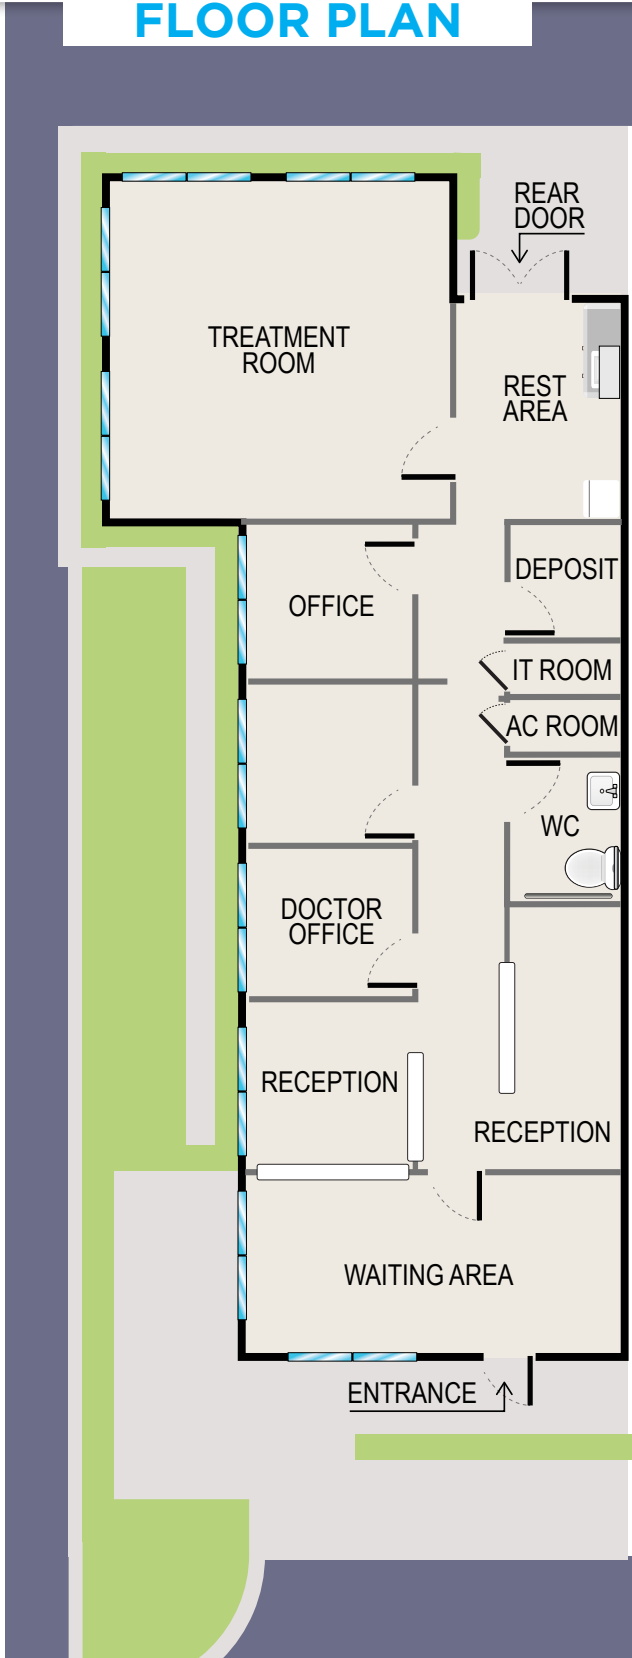 FLOOR PLAN
REAR
DOOR
TREATMENT
ROOM
REST
AREA
DEPOSIT
OFFICE
IT ROOM
AC ROOM
WC
DOCTOR
OFFICE
RECEPTION
RECEPTION
WAITING AREA
ENTRANCE